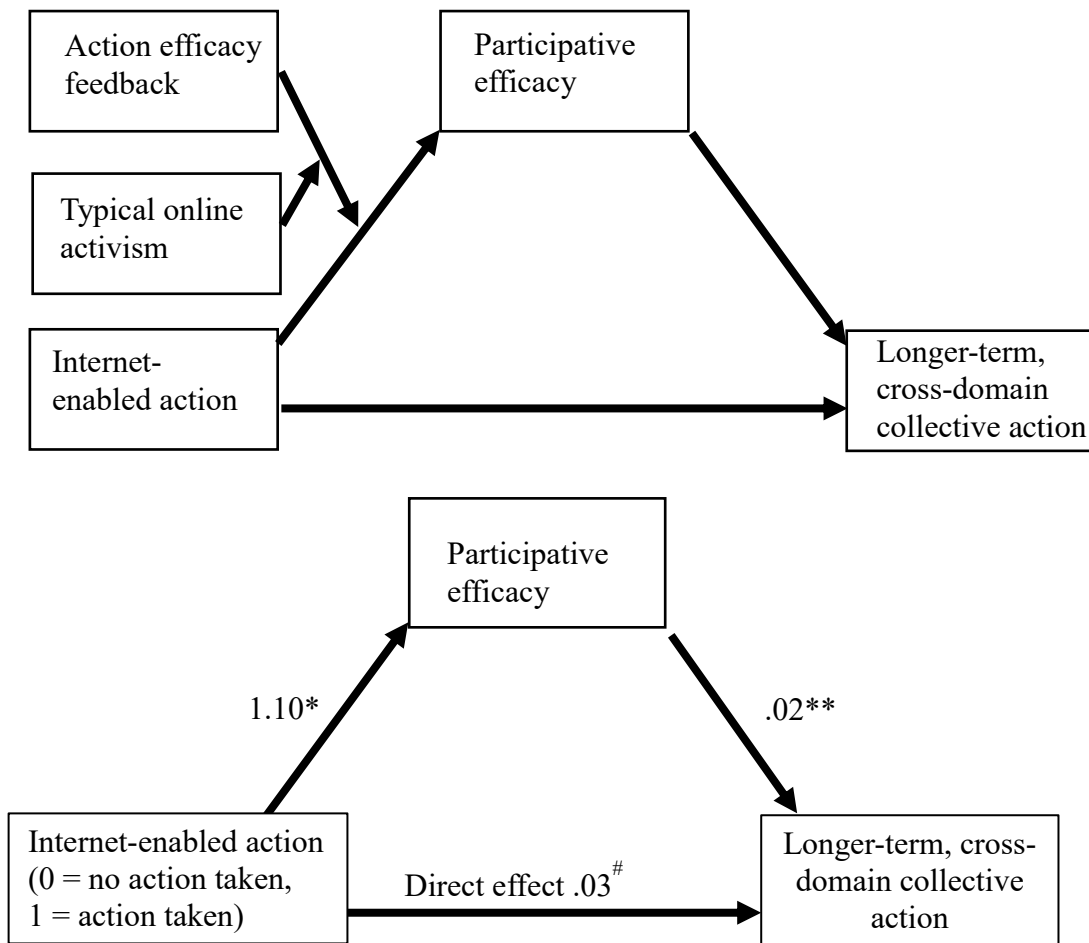 Action efficacy
feedback
Participative
efficacy
Typical online
activism
Internet-
enabled action
Longer-term,
cross-domain
collective action
Participative
efficacy
1.10*
.02**
Internet-enabled action
(0 = no action taken,
1 = action taken)
Direct effect .03#
Longer-term, cross-
domain collective
action